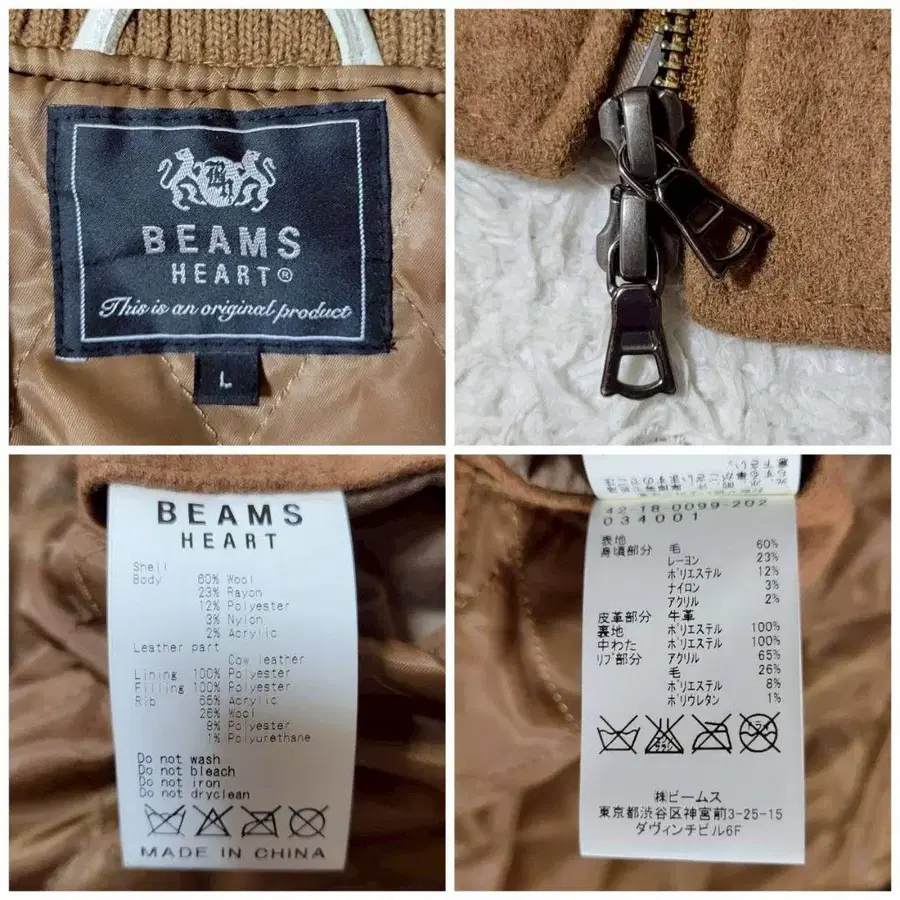 BEAMS
HEART®
This is an original product
L
BEAMS
HEART
Shell
Body 60% Wool
23% Rayon
12% Polyester
3% Nylon
2% Acrylic
Leather part
Cow leather
Lining 100% Polyester
Filling 100% Polyester
Rib 65% Acrylic
26% Wool
8% Polyester
1% Polyurethane
Do not wash
Do not bleach
Do not iron
Do not dryclean
MADE IN CHINA
42-18-0099-202
034001
表地
身頃部分 毛 60%
レーヨン 23%
ポリエステル 12%
ナイロン 3%
アクリル 2%
皮革部分 牛革
裏地 ポリエステル 100%
中わた ポリエステル 100%
リブ部分 アクリル 65%
毛 26%
ポリエステル 8%
ポリウレタン 1%
㈱ビームス
東京都渋谷区神宮前3-25-15
ダヴィンチビル6F